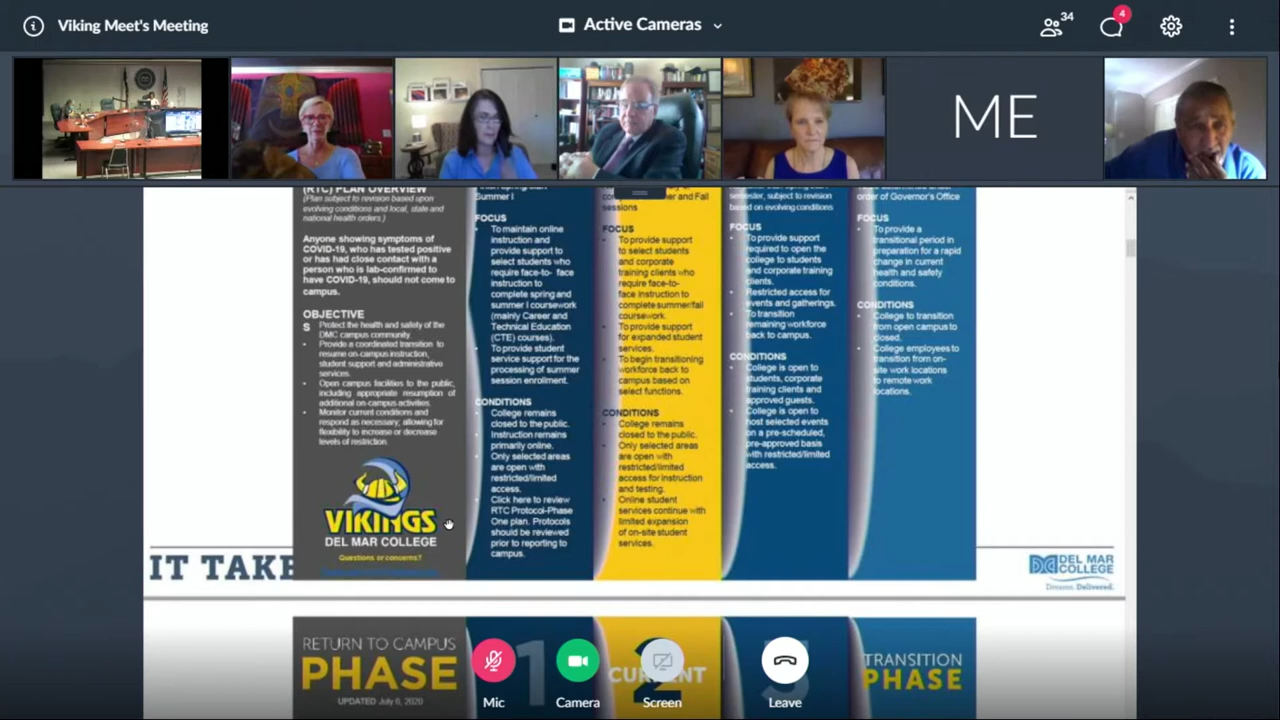 Viking Meet's Meeting
Active Cameras
34
4
ME
(RTC) PLAN OVERVIEW
(Plan subject to revision based upon
evolving conditions and local, state and
national health orders )
Anyone showing symptoms of
COVID-19, who has tested positive
or has had close contact with a
person who is lab-confirmed to
have COVID-19, should not come to
campus.
OBJECTIVE
S Protect the health and safety of the
DMC campus community.
• Provide a coordinated transition to
resume on-campus instruction,
student support and administrative
services.
• Open campus facilities to the public,
including appropriate resumption of
additional on-campus activities.
• Monitor current conditions and
respond as necessary; allowing for
flexibility to increase or decrease
levels of restriction.
VIKINGS
DEL MAR COLLEGE
Questions or concerns?
Summer I
FOCUS
• To maintain online
instruction and
provide support to
select students who
require face-to- face
instruction to
complete spring and
summer I coursework
(mainly Career and
Technical Education
(CTE) courses).
• To provide student
service support for the
processing of summer
session enrollment.
CONDITIONS
• College remains
closed to the public.
• Instruction remains
primarily online.
• Only selected areas
are open with
restricted/limited
access.
• Click here to review
RTC Protocol-Phase
One plan. Protocols
should be reviewed
prior to reporting to
campus.
er and Fall
sessions
FOCUS
• To provide support
to select students
and corporate
training clients who
require face-to-
face instruction to
complete summer/fall
coursework.
• To provide support
for expanded student
services.
• To begin transitioning
workforce back to
campus based on
select functions.
CONDITIONS
• College remains
closed to the public.
• Only selected areas
are open with
restricted/limited
access for instruction
and testing.
• Online student
services continue with
limited expansion
of on-site student
services.
semester, subject to revision
based on evolving conditions
FOCUS
• To provide support
required to open the
college to students
and corporate training
clients.
• Restricted access for
events and gatherings.
• To transition
remaining workforce
back to campus.
CONDITIONS
• College is open to
students, corporate
training clients and
approved guests.
• College is open to
host selected events
on a pre-scheduled,
pre-approved basis
with restricted/limited
access.
order of Governor's Office
FOCUS
• To provide a
transitional period in
preparation for a rapid
change in current
health and safety
conditions.
CONDITIONS
• College to transition
from open campus to
closed.
• College employees to
transition from on-
site work locations
to remote work
locations.
IT TAKE
DEL MAR
COLLEGE
Dreams. Delivered.
RETURN TO CAMPUS
PHASE
UPDATED July 6, 2020
1
CURRENT
2
3
TRANSITION
PHASE
Mic
Camera
Screen
Leave